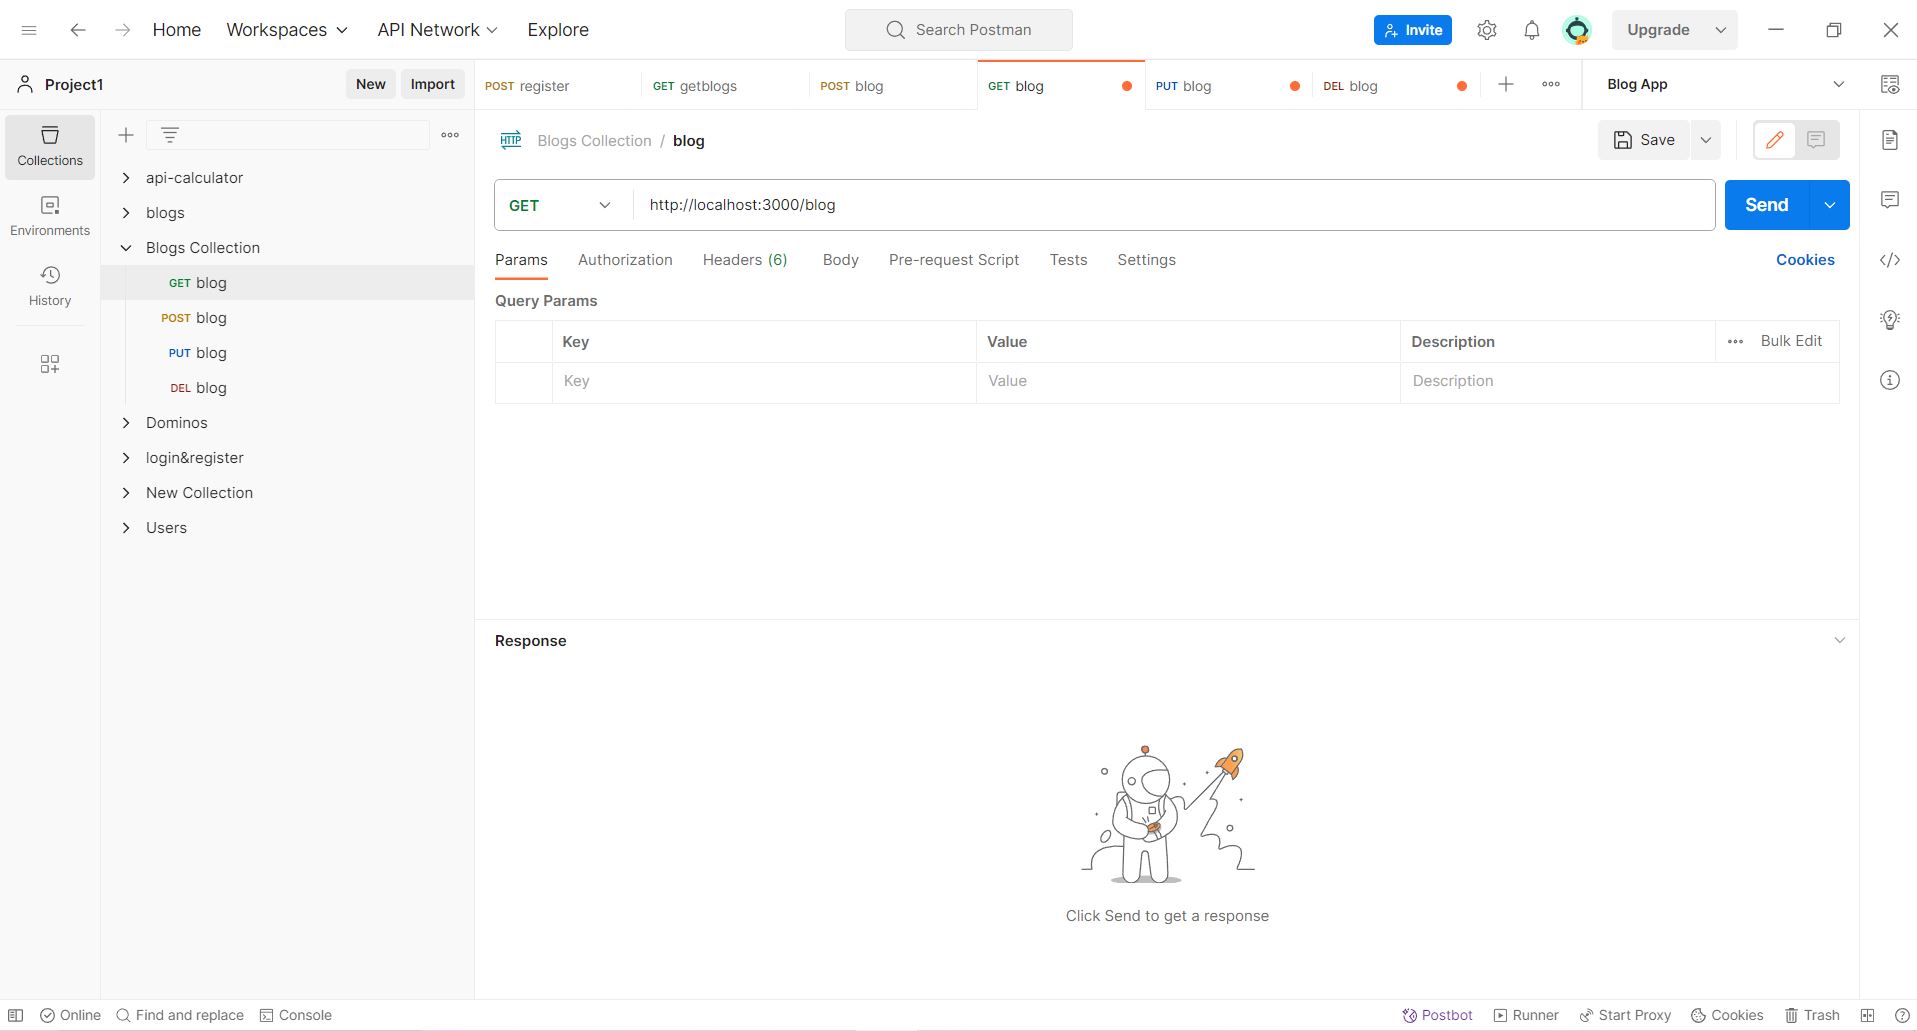 Home Workspaces API Network Explore Search Postman Invite Upgrade
Project1 New Import POST register GET getblogs POST blog GET blog PUT blog DEL blog Blog App
Collections
Environments
History
api-calculator
blogs
Blogs Collection
GET blog
POST blog
PUT blog
DEL blog
Dominos
login&register
New Collection
Users
HTTP Blogs Collection / blog Save
GET http://localhost:3000/blog Send
Params Authorization Headers (6) Body Pre-request Script Tests Settings Cookies
Query Params
Key Value Description Bulk Edit
Key Value Description
Response
Click Send to get a response
Online Find and replace Console Postbot Runner Start Proxy Cookies Trash